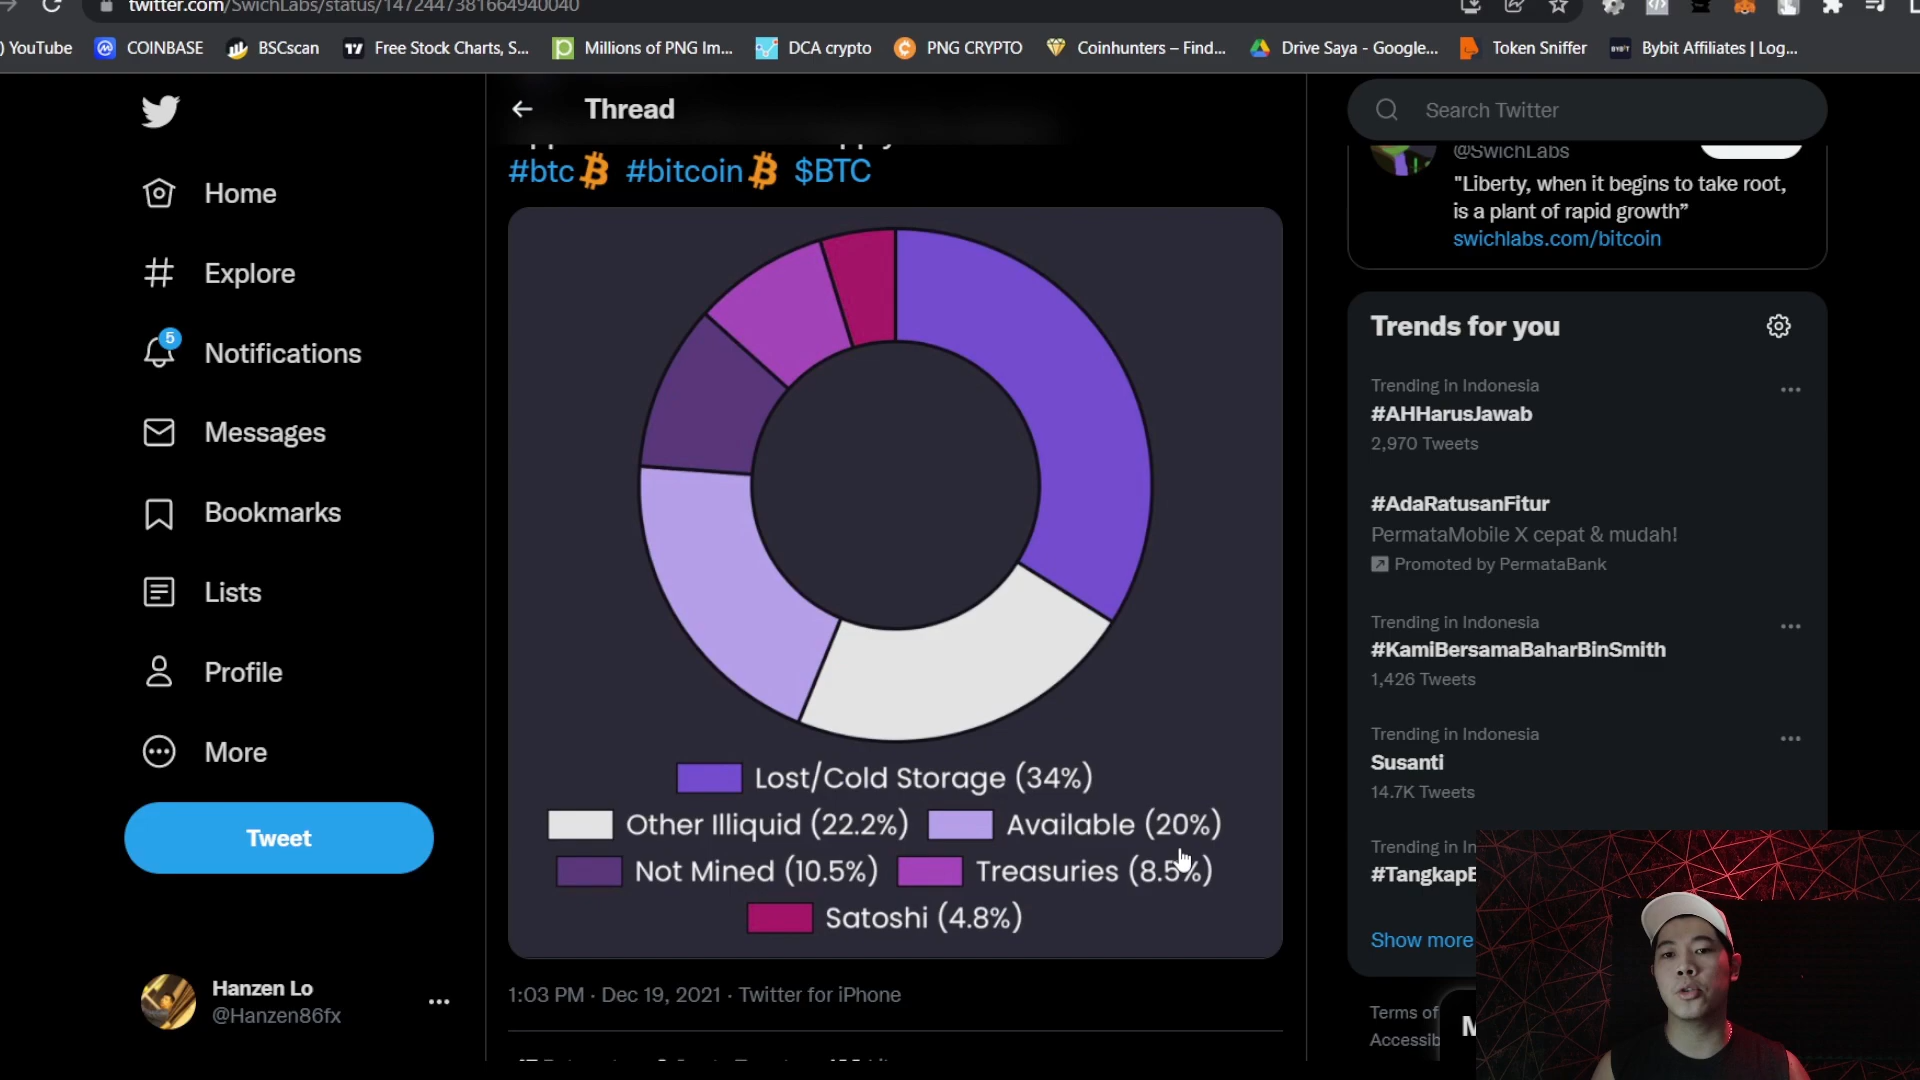 twitter.com/SwichLabs/status/1472447381664940040
) YouTube
COINBASE
BSCscan
Free Stock Charts, S...
Millions of PNG Im...
DCA crypto
PNG CRYPTO
Coinhunters – Find...
Drive Saya - Google...
Token Sniffer
Bybit Affiliates | Log...
Home
Explore
5
Notifications
Messages
Bookmarks
Lists
Profile
More
Tweet
Hanzen Lo
@Hanzen86fx
Thread
#btc #bitcoin $BTC
Lost/Cold Storage (34%)
Other Illiquid (22.2%) Available (20%)
Not Mined (10.5%) Treasuries (8.5%)
Satoshi (4.8%)
1:03 PM · Dec 19, 2021 · Twitter for iPhone
Search Twitter
@SwichLabs
"Liberty, when it begins to take root,
is a plant of rapid growth”
swichlabs.com/bitcoin
Trends for you
Trending in Indonesia
#AHHarusJawab
2,970 Tweets
#AdaRatusanFitur
PermataMobile X cepat & mudah!
Promoted by PermataBank
Trending in Indonesia
#KamiBersamaBaharBinSmith
1,426 Tweets
Trending in Indonesia
Susanti
14.7K Tweets
Trending in
Show more
Terms of